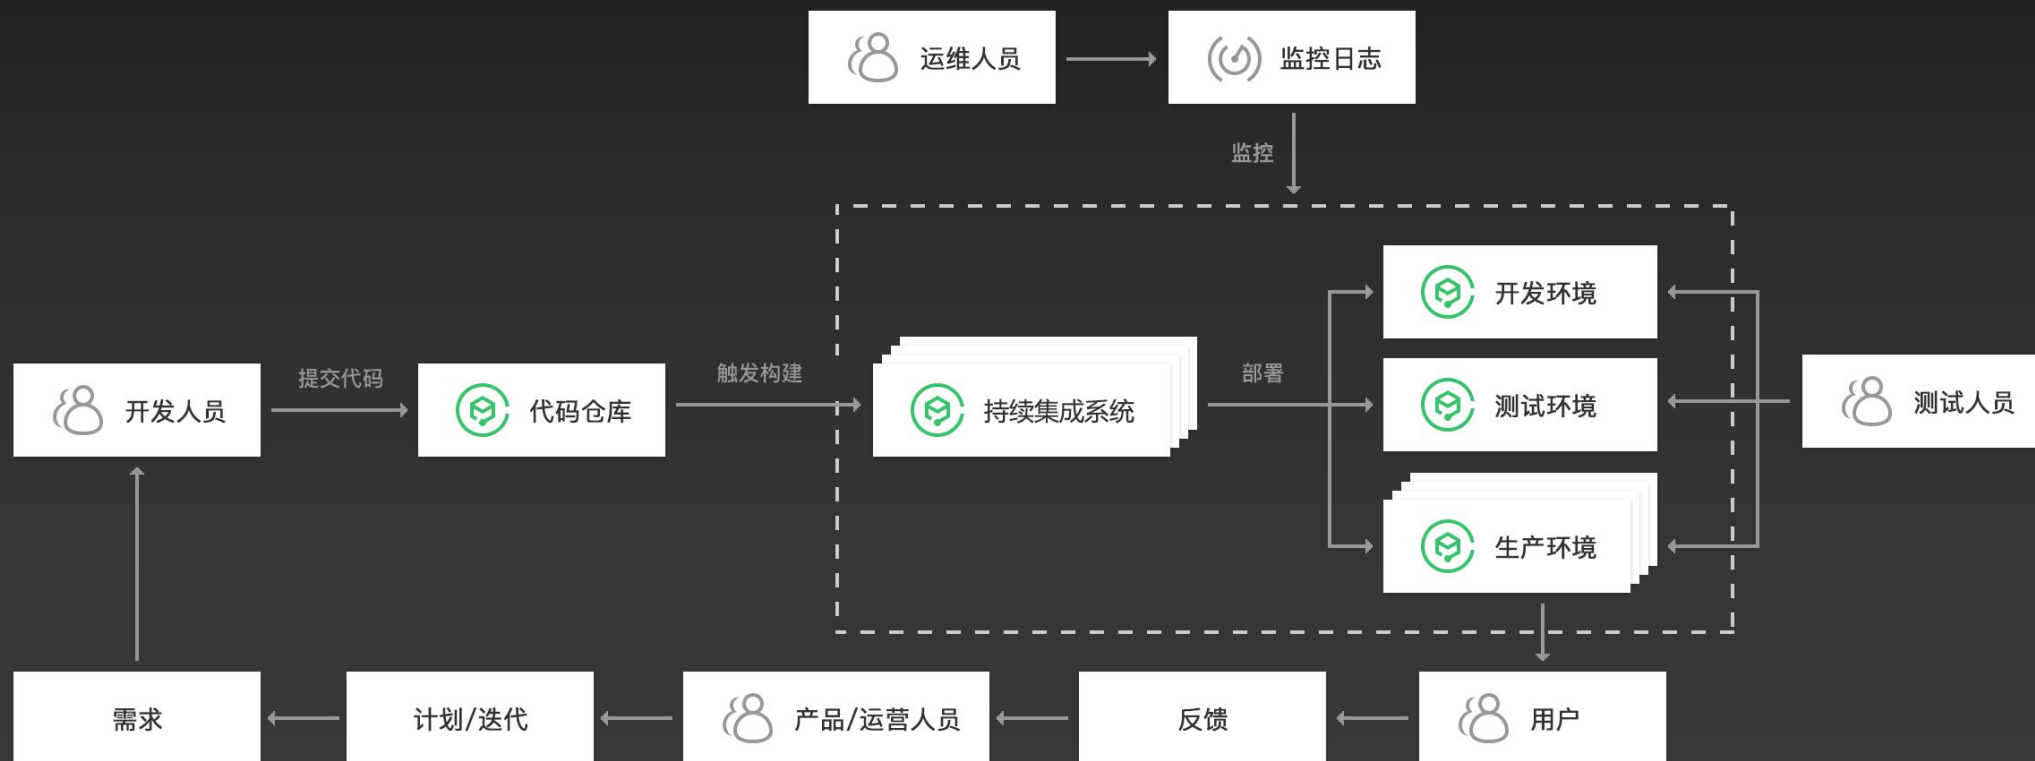 运维人员
监控日志
监控
开发环境
开发人员
提交代码
代码仓库
触发构建
持续集成系统
部署
测试环境
测试人员
生产环境
需求
计划/迭代
产品/运营人员
反馈
用户